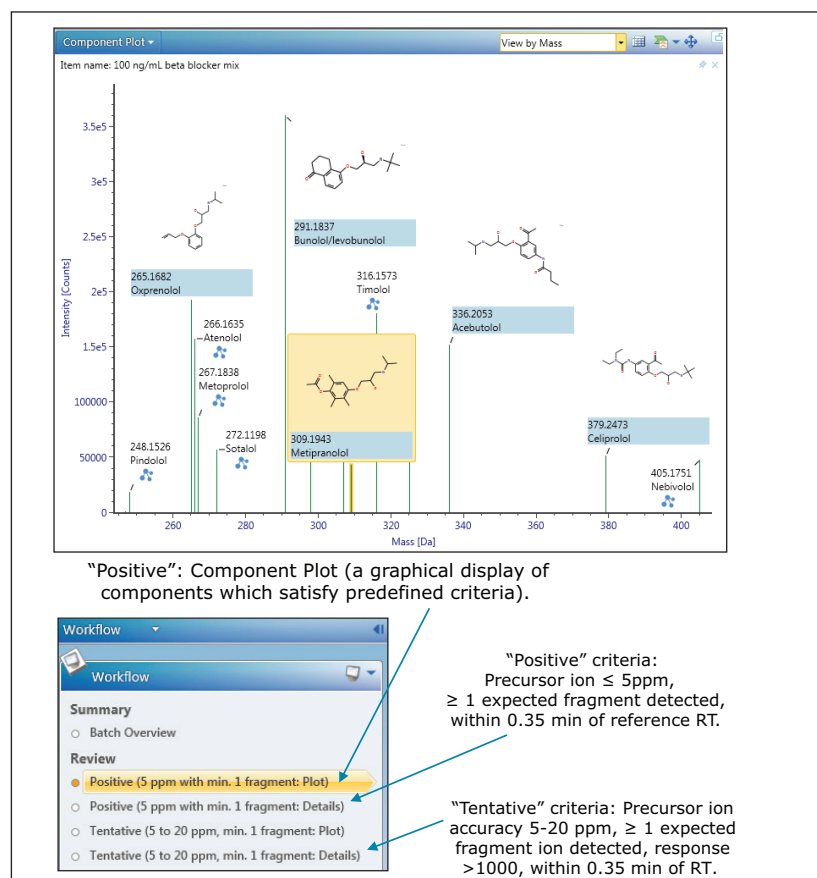 Component Plot
View by Mass
Item name: 100 ng/mL beta blocker mix
Intensity [Counts]
3.5e5
3e5
2.5e5
2e5
1.5e5
100000
50000
0
265.1682
Oxprenolol
266.1635
Atenolol
267.1838
Metoprolol
272.1198
Sotalol
248.1526
Pindolol
291.1837
Bunolol/levobunolol
316.1573
Timolol
309.1943
Metipranolol
336.2053
Acebutolol
379.2473
Celiprolol
405.1751
Nebivolol
260 280 300 320 340 360 380 400
Mass [Da]
"Positive": Component Plot (a graphical display of
components which satisfy predefined criteria).
Workflow
Workflow
Summary
Batch Overview
Review
Positive (5 ppm with min. 1 fragment: Plot)
Positive (5 ppm with min. 1 fragment: Details)
Tentative (5 to 20 ppm, min. 1 fragment: Plot)
Tentative (5 to 20 ppm, min. 1 fragment: Details)
"Positive" criteria:
Precursor ion ≤ 5ppm,
≥ 1 expected fragment detected,
within 0.35 min of reference RT.
"Tentative" criteria: Precursor ion
accuracy 5-20 ppm, ≥ 1 expected
fragment ion detected, response
>1000, within 0.35 min of RT.